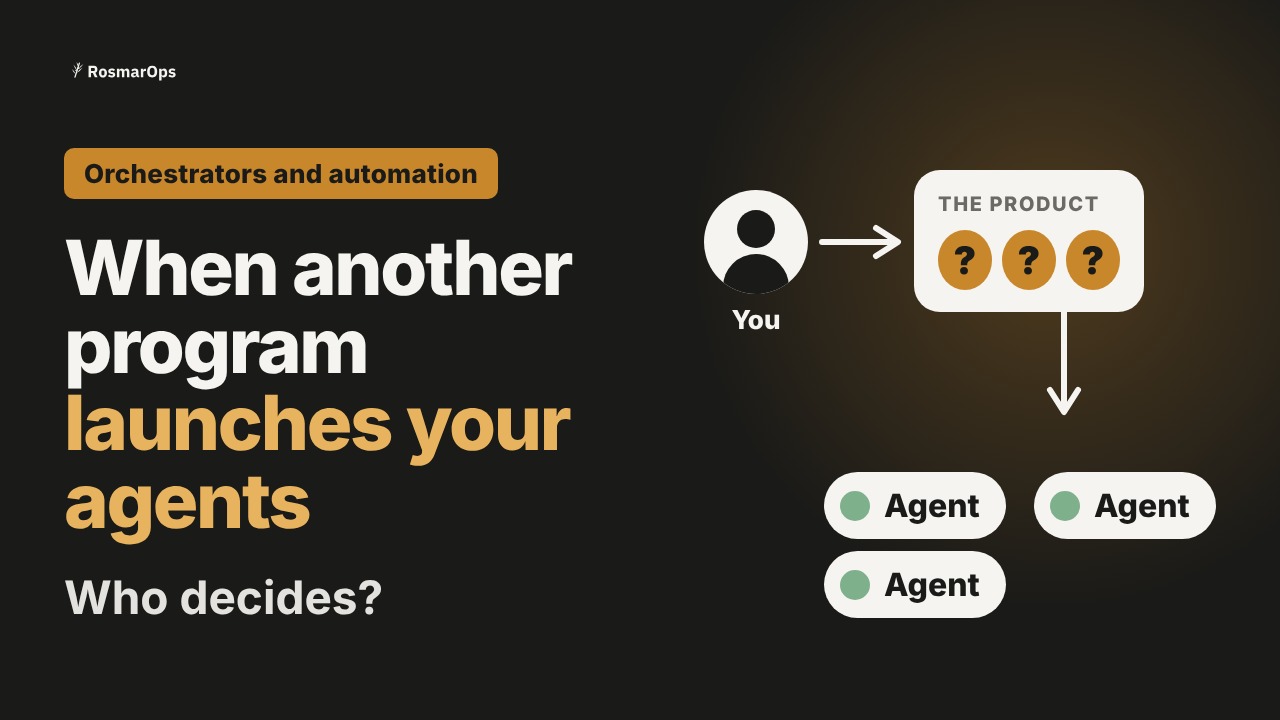 RosmarOps
Orchestrators and automation
When another
program
launches your
agents
Who decides?
You
THE PRODUCT
? ? ?
Agent
Agent
Agent